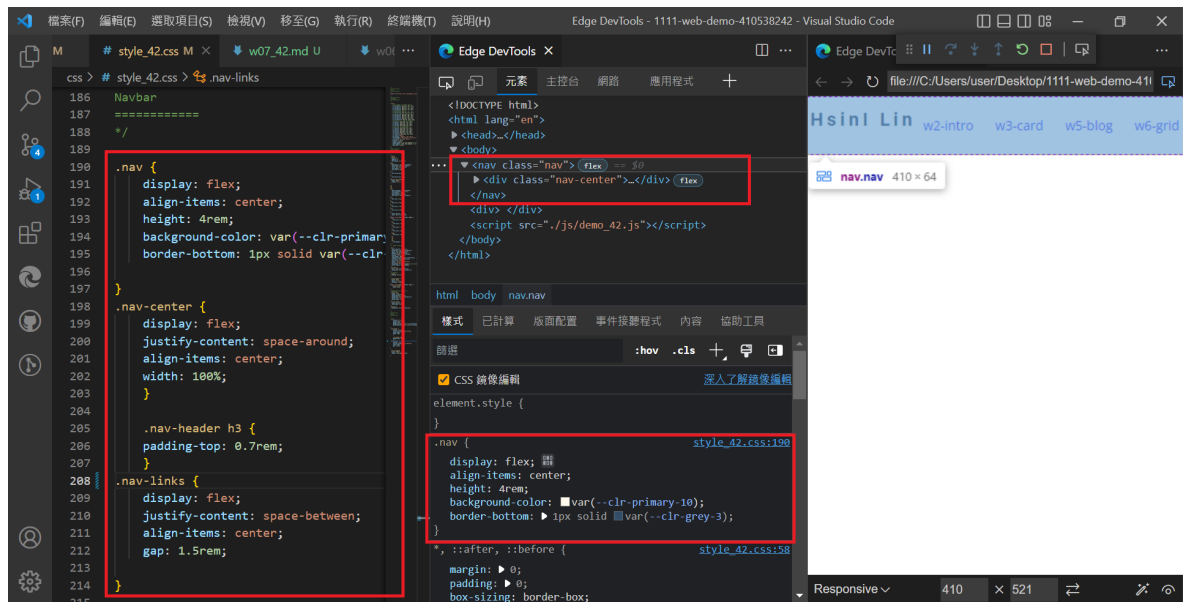 檔案(F) 編輯(E) 選取項目(S) 檢視(V) 移至(G) 執行(R) 終端機(T) 說明(H) Edge DevTools - 1111-web-demo-410538242 - Visual Studio Code
M # style_42.css M × w07_42.md U w0 ···
css > # style_42.css > .nav-links
186 Navbar
187 ============
188 */
189
190 .nav {
191 display: flex;
192 align-items: center;
193 height: 4rem;
194 background-color: var(--clr-primary
195 border-bottom: 1px solid var(--clr-
196
197 }
198 .nav-center {
199 display: flex;
200 justify-content: space-around;
201 align-items: center;
202 width: 100%;
203 }
204
205 .nav-header h3 {
206 padding-top: 0.7rem;
207 }
208 .nav-links {
209 display: flex;
210 justify-content: space-between;
211 align-items: center;
212 gap: 1.5rem;
213
214 }
215
4
1
Edge DevTools ×
元素 主控台 網路 應用程式
<!DOCTYPE html>
<html lang="en">
<head>…</head>
<body>
··· <nav class="nav"> flex == $0
<div class="nav-center">…</div> flex
</nav>
<div> </div>
<script src="./js/demo_42.js"></script>
</body>
</html>
html body nav.nav
樣式 已計算 版面配置 事件接聽程式 內容 協助工具
篩選 :hov .cls
CSS 鏡像編輯 深入了解鏡像編輯
element.style {
}
.nav { style_42.css:190
display: flex;
align-items: center;
height: 4rem;
background-color: var(--clr-primary-10);
border-bottom: 1px solid var(--clr-grey-3);
}
*, ::after, ::before { style_42.css:58
margin: 0;
padding: 0;
box-sizing: border-box;
Edge DevTo
file:///C:/Users/user/Desktop/1111-web-demo-41
HsinI Lin w2-intro w3-card w5-blog w6-grid
nav.nav 410 × 64
Responsive 410 × 521